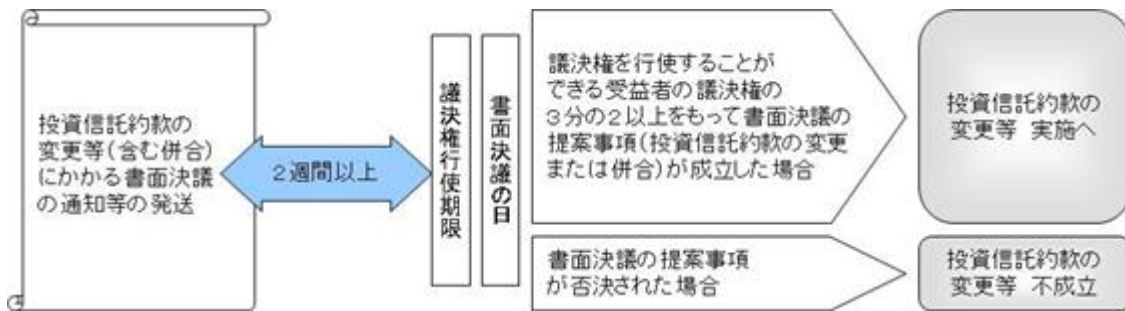 投資信託約款の
変更等(含む併合)
にかかる書面決議
の通知等の発送
2週間以上
議決権行使期限
書面決議の日
議決権を行使することが
できる受益者の議決権の
3分の2以上をもって書面決議の
提案事項(投資信託約款の変更
または併合)が成立した場合
投資信託約款の
変更等 実施へ
書面決議の提案事項
が否決された場合
投資信託約款の
変更等 不成立